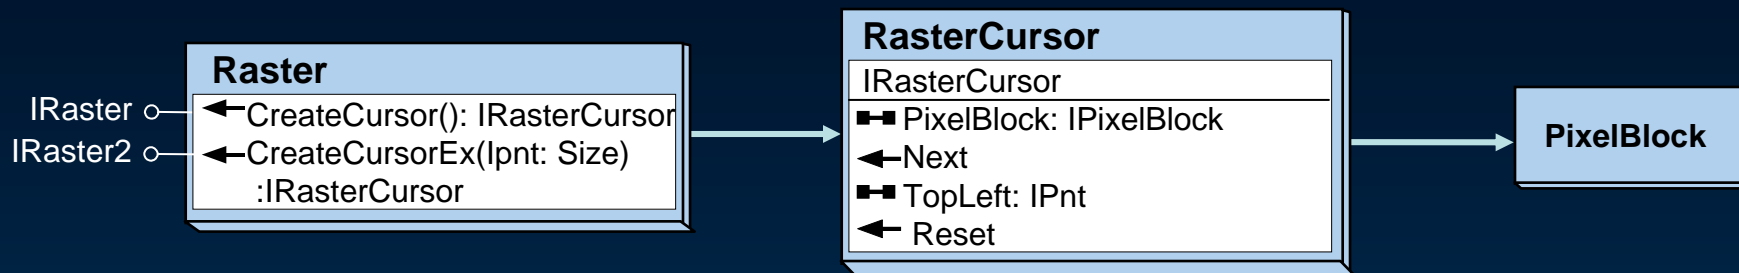 IRaster
IRaster2
Raster
CreateCursor(): IRasterCursor
CreateCursorEx(Ipnt: Size)
:IRasterCursor
RasterCursor
IRasterCursor
PixelBlock: IPixelBlock
Next
TopLeft: IPnt
Reset
PixelBlock